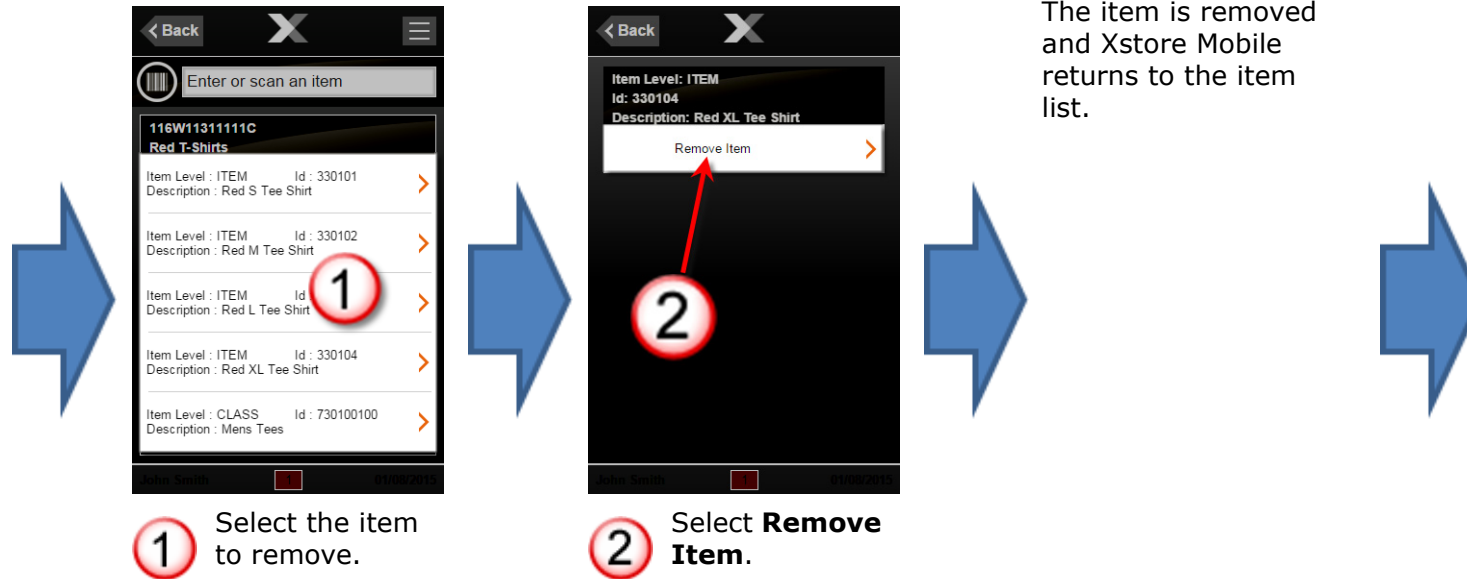 Back
Enter or scan an item
116W11311111C
Red T-Shirts
Item Level : ITEM Id : 330101
Description : Red S Tee Shirt
Item Level : ITEM Id : 330102
Description : Red M Tee Shirt
Item Level : ITEM Id
Description : Red L Tee Shirt
Item Level : ITEM Id : 330104
Description : Red XL Tee Shirt
Item Level : CLASS Id : 730100100
Description : Mens Tees
John Smith 1 01/08/2015
1
1 Select the item
to remove.
Back
Item Level: ITEM
Id: 330104
Description: Red XL Tee Shirt
Remove Item
2
John Smith 1 01/08/2015
2 Select Remove
Item.
The item is removed
and Xstore Mobile
returns to the item
list.